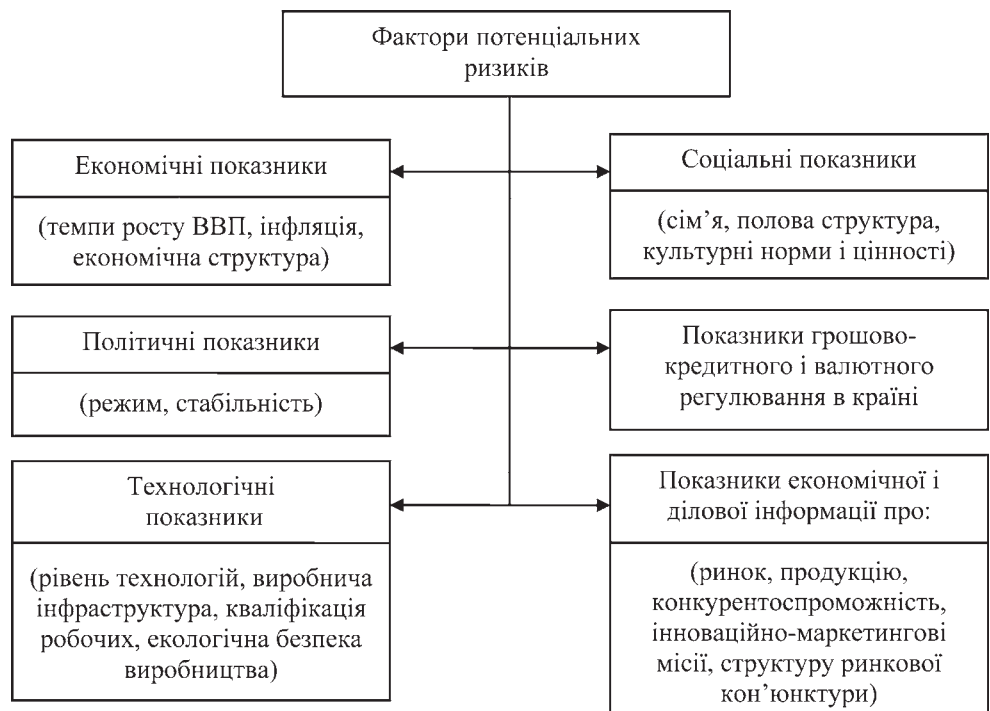 Фактори потенціальних
ризиків
Економічні показники
(темпи росту ВВП, інфляція,
економічна структура)
Соціальні показники
(сім’я, полова структура,
культурні норми і цінності)
Політичні показники
(режим, стабільність)
Показники грошово-
кредитного і валютного
регулювання в країні
Технологічні
показники
(рівень технологій, виробнича
інфраструктура, кваліфікація
робочих, екологічна безпека
виробництва)
Показники економічної і
ділової інформації про:
(ринок, продукцію,
конкурентоспроможність,
інноваційно-маркетингові
місії, структуру ринкової
кон’юнктури)